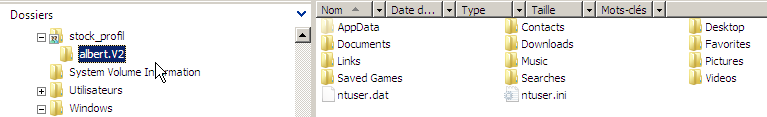 Dossiers
stock_profil
albert.V2
System Volume Information
Utilisateurs
Windows
Nom Date d... Type Taille Mots-clés
AppData Contacts Desktop
Documents Downloads Favorites
Links Music Pictures
Saved Games Searches Videos
ntuser.dat ntuser.ini